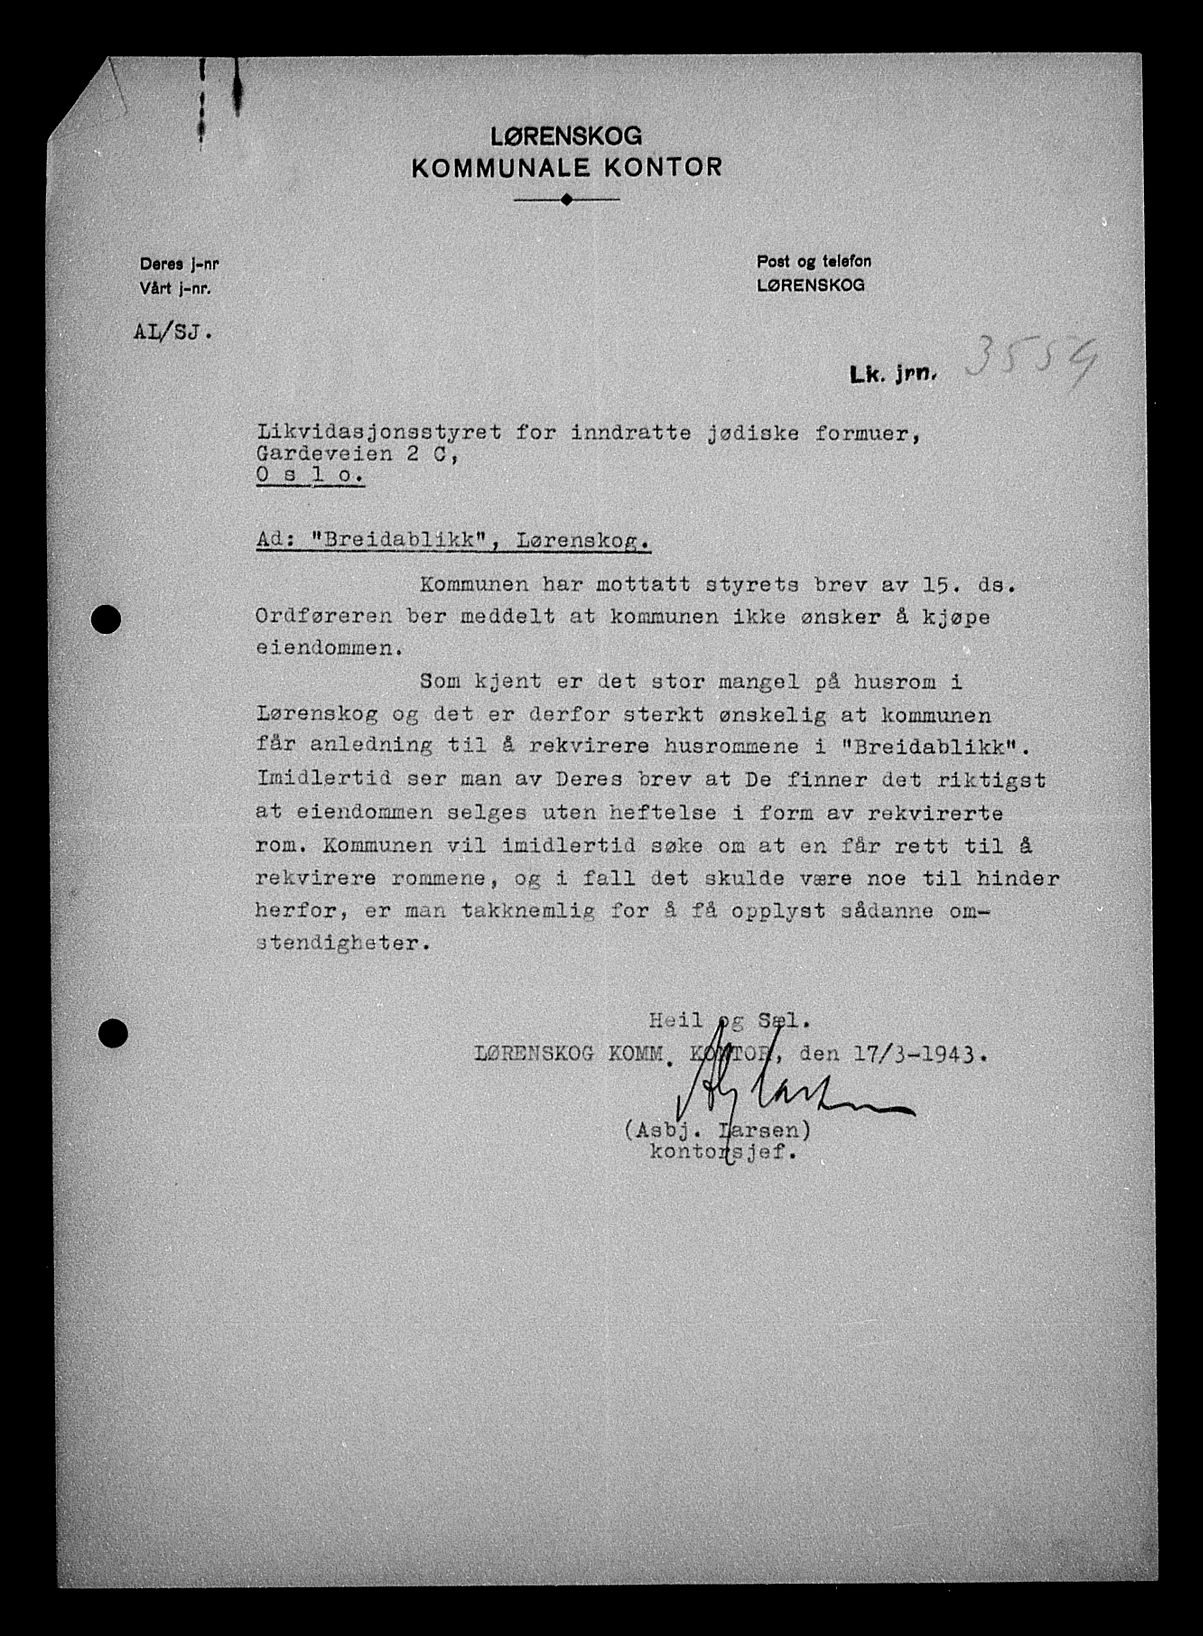 LØRENSKOG
KOMMUNALE KONTOR
Deres j-nr
Vårt j-nr.
AL/SJ.
Post og telefon
LØRENSKOG
Lk. jrn. 3554
Likvidasjonsstyret for inndratte jødiske formuer,
Gardeveien 2 C,
O s l o.
Ad: "Breidablikk", Lørenskog.
Kommunen har mottatt styrets brev av 15. ds.
Ordføreren ber meddelt at kommunen ikke ønsker å kjøpe
eiendommen.
Som kjent er det stor mangel på husrom i
Lørenskog og det er derfor sterkt ønskelig at kommunen
får anledning til å rekvirere husrommene i "Breidablikk".
Imidlertid ser man av Deres brev at De finner det riktigst
at eiendommen selges uten heftelse i form av rekvirerte
rom. Kommunen vil imidlertid søke om at en får rett til å
rekvirere rommene, og i fall det skulde være noe til hinder
herfor, er man takknemlig for å få opplyst sådanne om-
stendigheter.
Heil og Sæl.
LØRENSKOG KOMM. KONTOR, den 17/3-1943.
Asbj Larsen
(Asbj. Larsen)
kontorsjef.